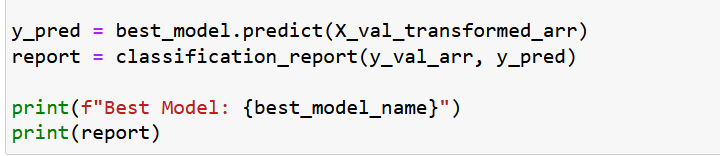 y_pred = best_model.predict(X_val_transformed_arr)
report = classification_report(y_val_arr, y_pred)
print(f"Best Model: {best_model_name}")
print(report)